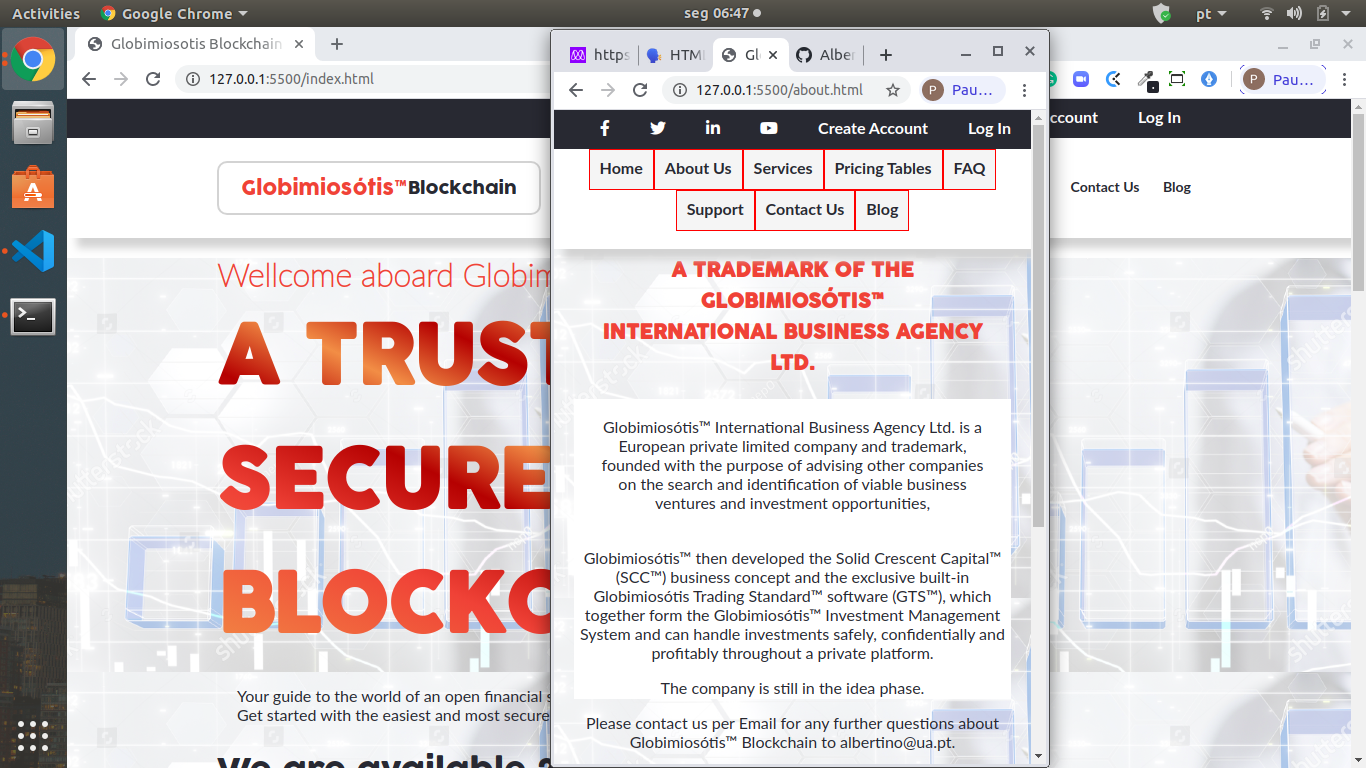 Activities Google Chrome seg 06:47 pt
Globimiosotis Blockchain
127.0.0.1:5500/index.html
https HTM Gl Alber
127.0.0.1:5500/about.html P Pau…
P Pau…
Create Account Log In
ccount Log In
Globimiosótis™Blockchain
Contact Us Blog
Home About Us Services Pricing Tables FAQ
Support Contact Us Blog
Wellcome aboard Globim
A TRUST
SECURE
BLOCKC
Your guide to the world of an open financial s
Get started with the easiest and most secure
We are available 2
A TRADEMARK OF THE
GLOBIMIOSÓTIS™
INTERNATIONAL BUSINESS AGENCY
LTD.
Globimiosótis™ International Business Agency Ltd. is a
European private limited company and trademark,
founded with the purpose of advising other companies
on the search and identification of viable business
ventures and investment opportunities,
Globimiosótis™ then developed the Solid Crescent Capital™
(SCC™) business concept and the exclusive built-in
Globimiosótis Trading Standard™ software (GTS™), which
together form the Globimiosótis™ Investment Management
System and can handle investments safely, confidentially and
profitably throughout a private platform.
The company is still in the idea phase.
Please contact us per Email for any further questions about
Globimiosótis™ Blockchain to albertino@ua.pt.
shutterstock